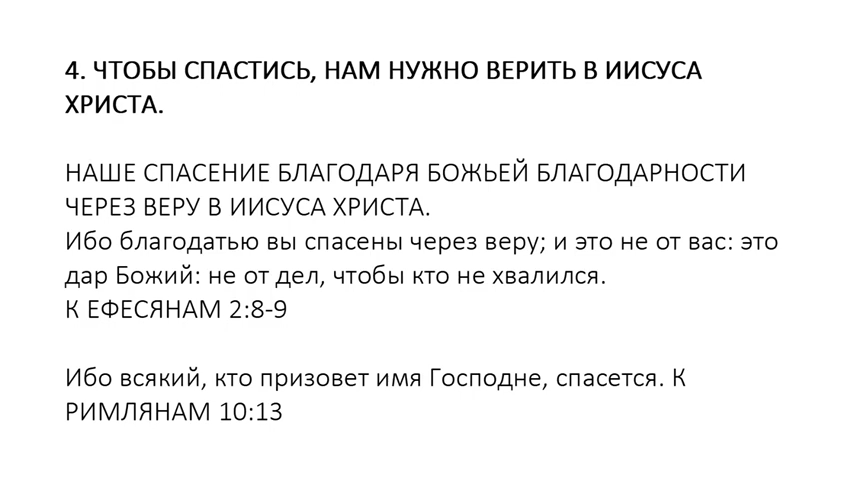 4. ЧТОБЫ СПАСТИСЬ, НАМ НУЖНО ВЕРИТЬ В ИИСУСА
ХРИСТА.
НАШЕ СПАСЕНИЕ БЛАГОДАРЯ БОЖЬЕЙ БЛАГОДАРНОСТИ
ЧЕРЕЗ ВЕРУ В ИИСУСА ХРИСТА.
Ибо благодатью вы спасены через веру; и это не от вас: это
дар Божий: не от дел, чтобы кто не хвалился.
К ЕФЕСЯНАМ 2:8-9
Ибо всякий, кто призовет имя Господне, спасется. К
РИМЛЯНАМ 10:13